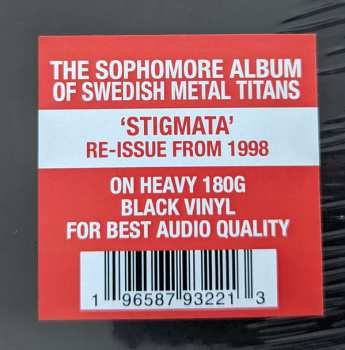 THE SOPHOMORE ALBUM
OF SWEDISH METAL TITANS
‘STIGMATA’
RE-ISSUE FROM 1998
ON HEAVY 180G
BLACK VINYL
FOR BEST AUDIO QUALITY
1 96587 93221 3